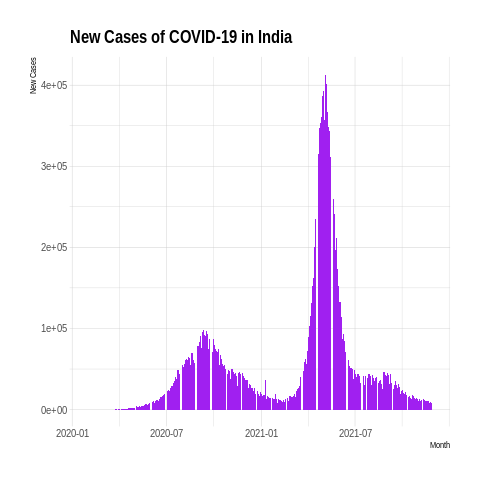 New Cases of COVID-19 in India
New Cases
4e+05
3e+05
2e+05
1e+05
0e+00
2020-01
2020-07
2021-01
2021-07
Month